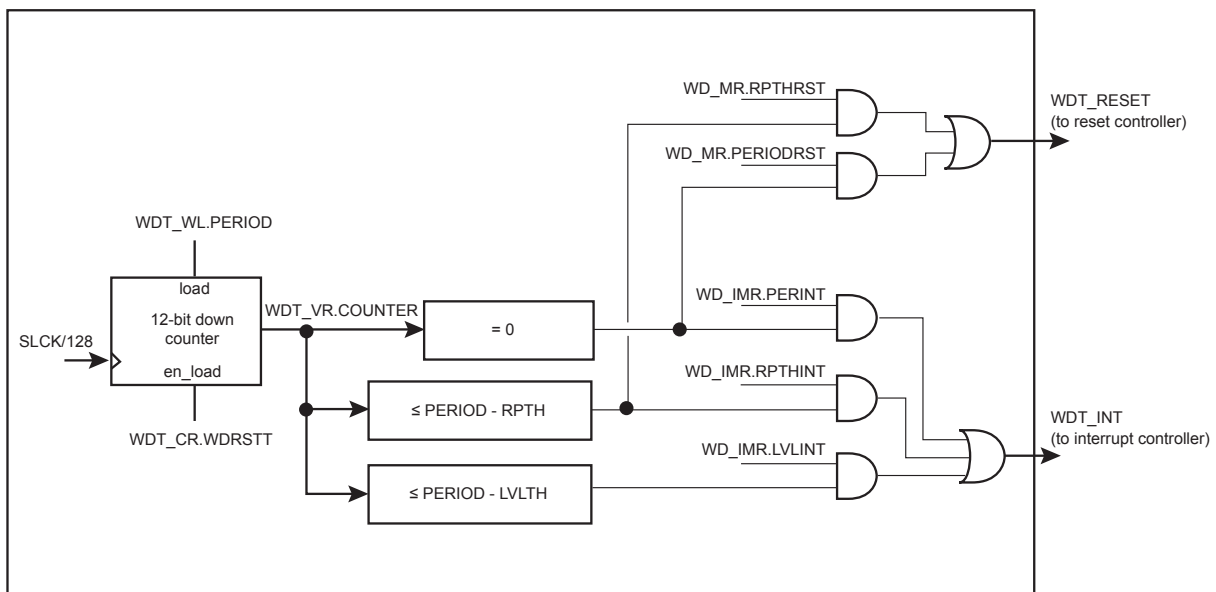 WD_MR.RPTHRST
WDT_RESET
(to reset controller)
WD_MR.PERIODRST
WDT_WL.PERIOD
load
12-bit down
counter
en_load
SLCK/128
WDT_CR.WDRSTT
WDT_VR.COUNTER
= 0
≤ PERIOD - RPTH
≤ PERIOD - LVLTH
WD_IMR.PERINT
WD_IMR.RPTHINT
WD_IMR.LVLINT
WDT_INT
(to interrupt controller)